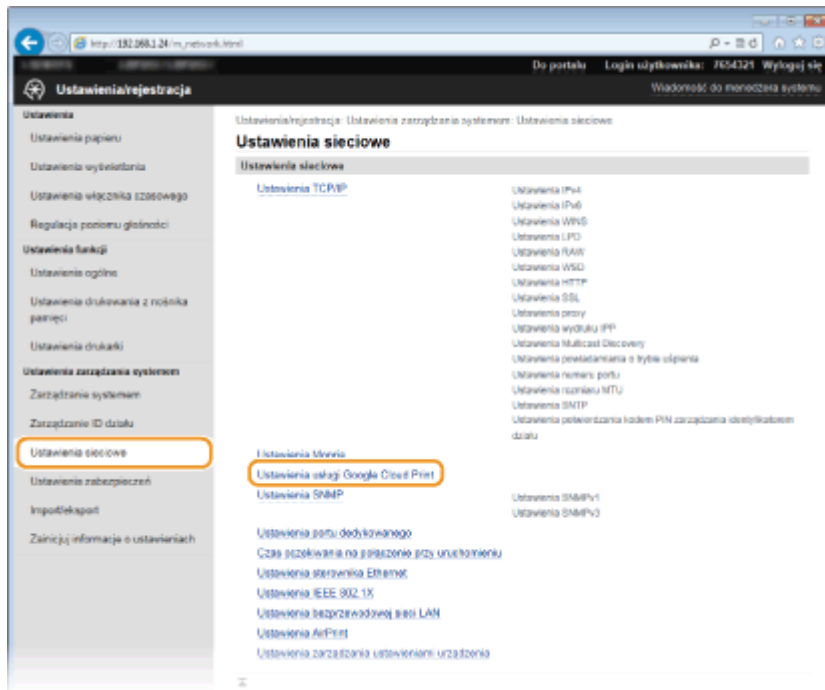 http://192.168.1.24/m_network.html
Do portalu Login użytkownika: 7654321 Wyloguj się
Ustawienia/rejestracja
Wiadomość do menedżera systemu
Ustawienia
Ustawienia papieru
Ustawienia wyświetlania
Ustawienia włącznika czasowego
Regulacja poziomu głośności
Ustawienia funkcji
Ustawienia ogólne
Ustawienia drukowania z nośnika
pamięci
Ustawienia drukarki
Ustawienia zarządzania systemem
Zarządzanie systemem
Zarządzanie ID działu
Ustawienia sieciowe
Ustawienia zabezpieczeń
Import/eksport
Zainicjuj informacje o ustawieniach
Ustawienia/rejestracja: Ustawienia zarządzania systemem: Ustawienia sieciowe
Ustawienia sieciowe
Ustawienia sieciowe
Ustawienia TCP/IP
Ustawienia IPv4
Ustawienia IPv6
Ustawienia WINS
Ustawienia LPD
Ustawienia RAW
Ustawienia WSD
Ustawienia HTTP
Ustawienia SSL
Ustawienia proxy
Ustawienia wydruku IPP
Ustawienia Multicast Discovery
Ustawienia powiadamiania o trybie uśpienia
Ustawienia numeru portu
Ustawienia rozmiaru MTU
Ustawienia SNTP
Ustawienia potwierdzania kodem PIN zarządzania identyfikatorem
działu
Ustawienia Mopria
Ustawienia usługi Google Cloud Print
Ustawienia SNMP
Ustawienia SNMPv1
Ustawienia SNMPv3
Ustawienia portu dedykowanego
Czas oczekiwania na połączenie przy uruchomieniu
Ustawienia sterownika Ethernet
Ustawienia IEEE 802.1X
Ustawienia bezprzewodowej sieci LAN
Ustawienia AirPrint
Ustawienia zarządzania ustawieniami urządzenia